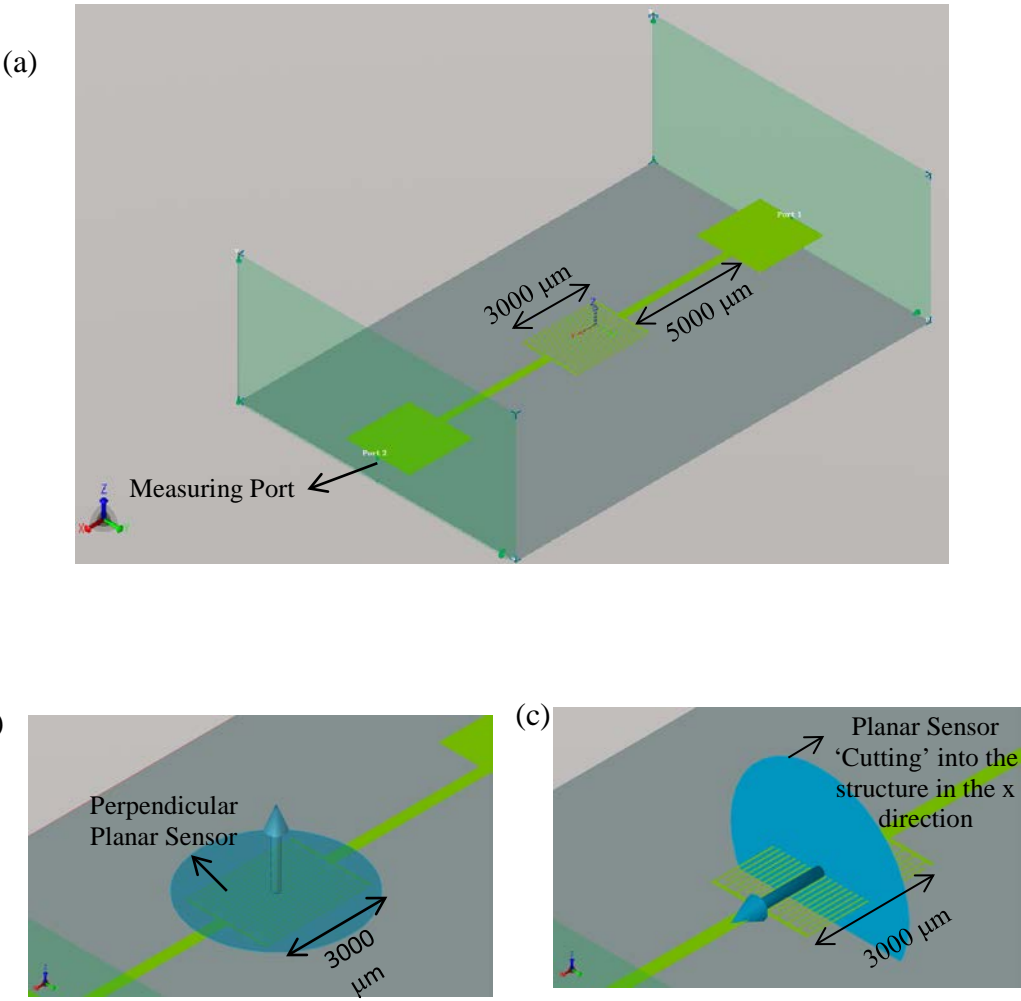 (a)
Port 1
3000 μm
Z
5000 μm
Port 2
Measuring Port
Z
X
Y
)
(c)
Perpendicular
Planar Sensor
3000
μm
Planar Sensor
‘Cutting’ into the
structure in the x
direction
3000 μm